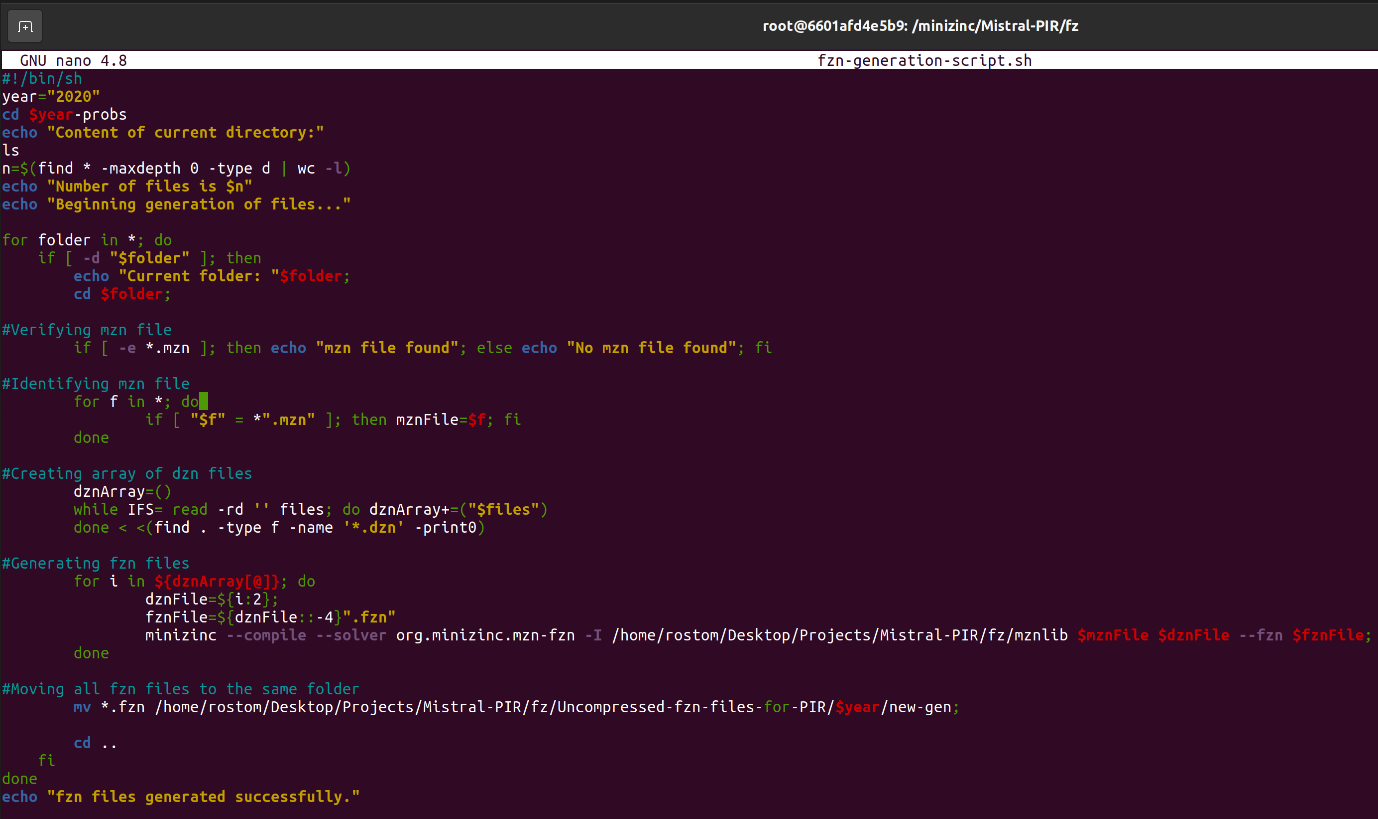 root@6601afd4e5b9: /minizinc/Mistral-PIR/fz
GNU nano 4.8 fzn-generation-script.sh
#!/bin/sh
year="2020"
cd $year-probs
echo "Content of current directory:"
ls
n=$(find * -maxdepth 0 -type d | wc -l)
echo "Number of files is $n"
echo "Beginning generation of files..."

for folder in *; do
    if [ -d "$folder" ]; then
        echo "Current folder: "$folder;
        cd $folder;

#Verifying mzn file
        if [ -e *.mzn ]; then echo "mzn file found"; else echo "No mzn file found"; fi

#Identifying mzn file
        for f in *; do
                if [ "$f" = *".mzn" ]; then mznFile=$f; fi
        done

#Creating array of dzn files
        dznArray=()
        while IFS= read -rd '' files; do dznArray+=("$files")
        done < <(find . -type f -name '*.dzn' -print0)

#Generating fzn files
        for i in ${dznArray[@]}; do
                dznFile=${i:2};
                fznFile=${dznFile::-4}".fzn"
                minizinc --compile --solver org.minizinc.mzn-fzn -I /home/rostom/Desktop/Projects/Mistral-PIR/fz/mznlib $mznFile $dznFile --fzn $fznFile;
        done

#Moving all fzn files to the same folder
        mv *.fzn /home/rostom/Desktop/Projects/Mistral-PIR/fz/Uncompressed-fzn-files-for-PIR/$year/new-gen;

        cd ..
    fi
done
echo "fzn files generated successfully."